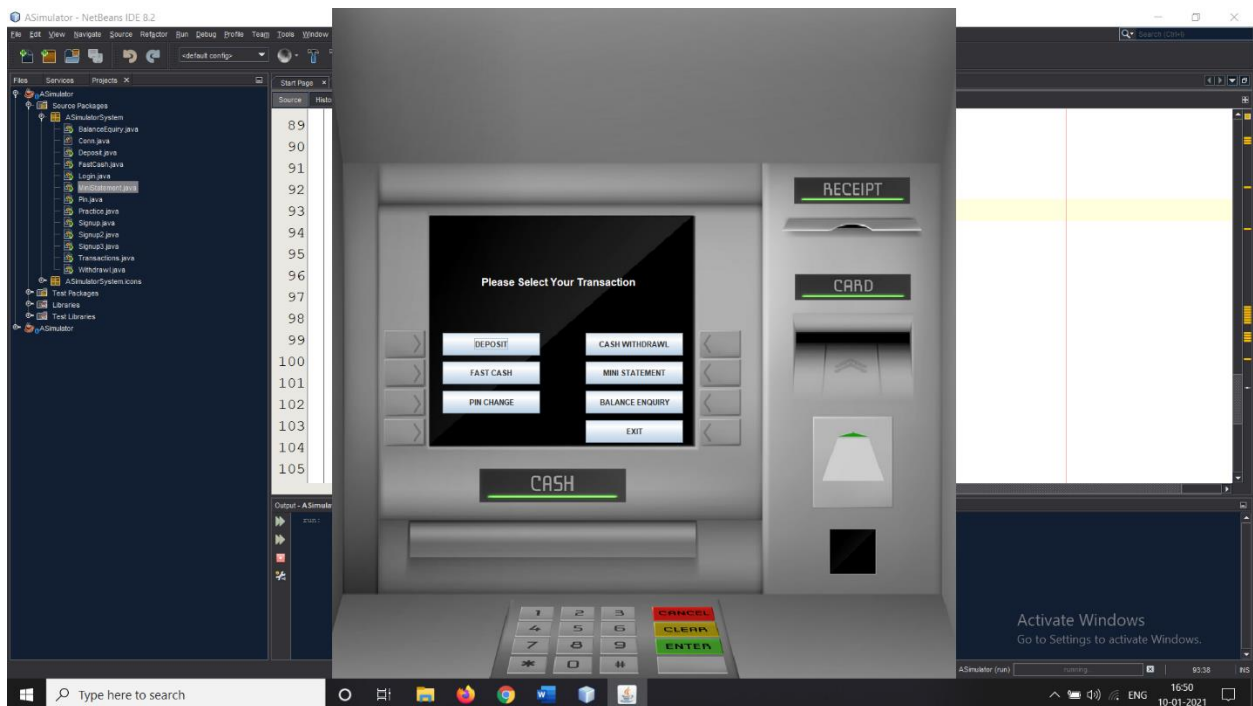 ASimulator - NetBeans IDE 8.2
File Edit View Navigate Source Refactor Run Debug Profile Team Tools Window
Search (Ctrl+I)
<default config>
Files Services Projects
Start Page
Source Histo
ASimulator
Source Packages
ASimulatorSystem
BalanceEquiry.java
Conn.java
Deposit.java
FastCash.java
Login.java
MiniStatement.java
Pin.java
Practice.java
Signup.java
Signup2.java
Signup3.java
Transactions.java
Withdrawl.java
ASimulatorSystem.icons
Test Packages
Libraries
Test Libraries
ASimulator
89
90
91
92
93
94
95
96
97
98
99
100
101
102
103
104
105
RECEIPT
CARD
Please Select Your Transaction
DEPOSIT CASH WITHDRAWL
FAST CASH MINI STATEMENT
PIN CHANGE BALANCE ENQUIRY
EXIT
CASH
1 2 3 CANCEL
4 5 6 CLEAR
7 8 9 ENTER
* 0 #
Output - ASimula
run:
Activate Windows
Go to Settings to activate Windows.
ASimulator (run) running... 93:38 INS
Type here to search
ENG
16:50
10-01-2021